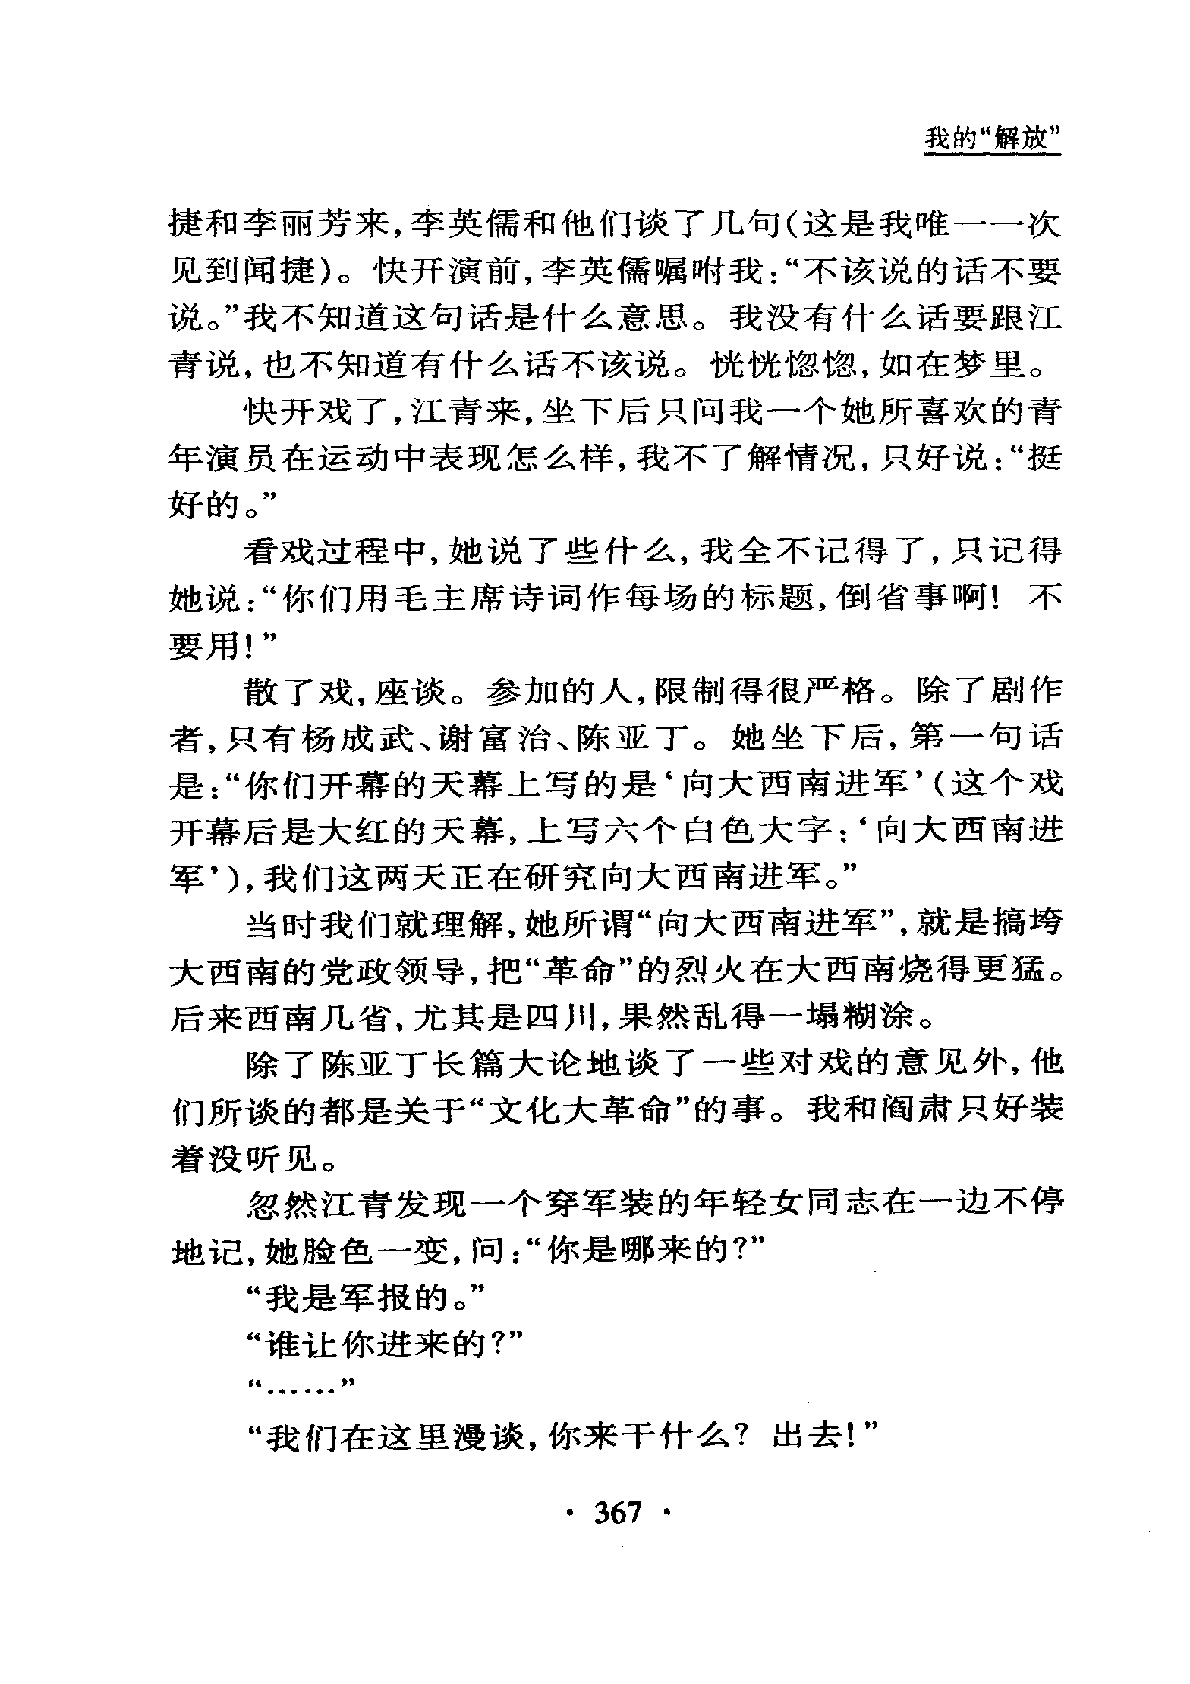 我的“解放”
捷和李丽芳来,李英儒和他们谈了几句(这是我唯一一次
见到闻捷)。快开演前,李英儒嘱咐我:“不该说的话不要
说。”我不知道这句话是什么意思。我没有什么话要跟江
青说,也不知道有什么话不该说。恍恍惚惚,如在梦里。
快开戏了,江青来,坐下后只问我一个她所喜欢的青
年演员在运动中表现怎么样,我不了解情况,只好说:“挺
好的。”
看戏过程中,她说了些什么,我全不记得了,只记得
她说:“你们用毛主席诗词作每场的标题,倒省事啊! 不
要用!”
散了戏,座谈。参加的人,限制得很严格。除了剧作
者,只有杨成武、谢富治、陈亚丁。她坐下后,第一句话
是:“你们开幕的天幕上写的是‘向大西南进军’(这个戏
开幕后是大红的天幕,上写六个白色大字:‘向大西南进
军’),我们这两天正在研究向大西南进军。”
当时我们就理解,她所谓“向大西南进军”,就是搞垮
大西南的党政领导,把“革命”的烈火在大西南烧得更猛。
后来西南几省,尤其是四川,果然乱得一塌糊涂。
除了陈亚丁长篇大论地谈了一些对戏的意见外,他
们所谈的都是关于“文化大革命”的事。我和阎肃只好装
着没听见。
忽然江青发现一个穿军装的年轻女同志在一边不停
地记,她脸色一变,问:“你是哪来的?”
“我是军报的。”
“谁让你进来的?”
“……”
“我们在这里漫谈,你来干什么? 出去!”
· 367 ·